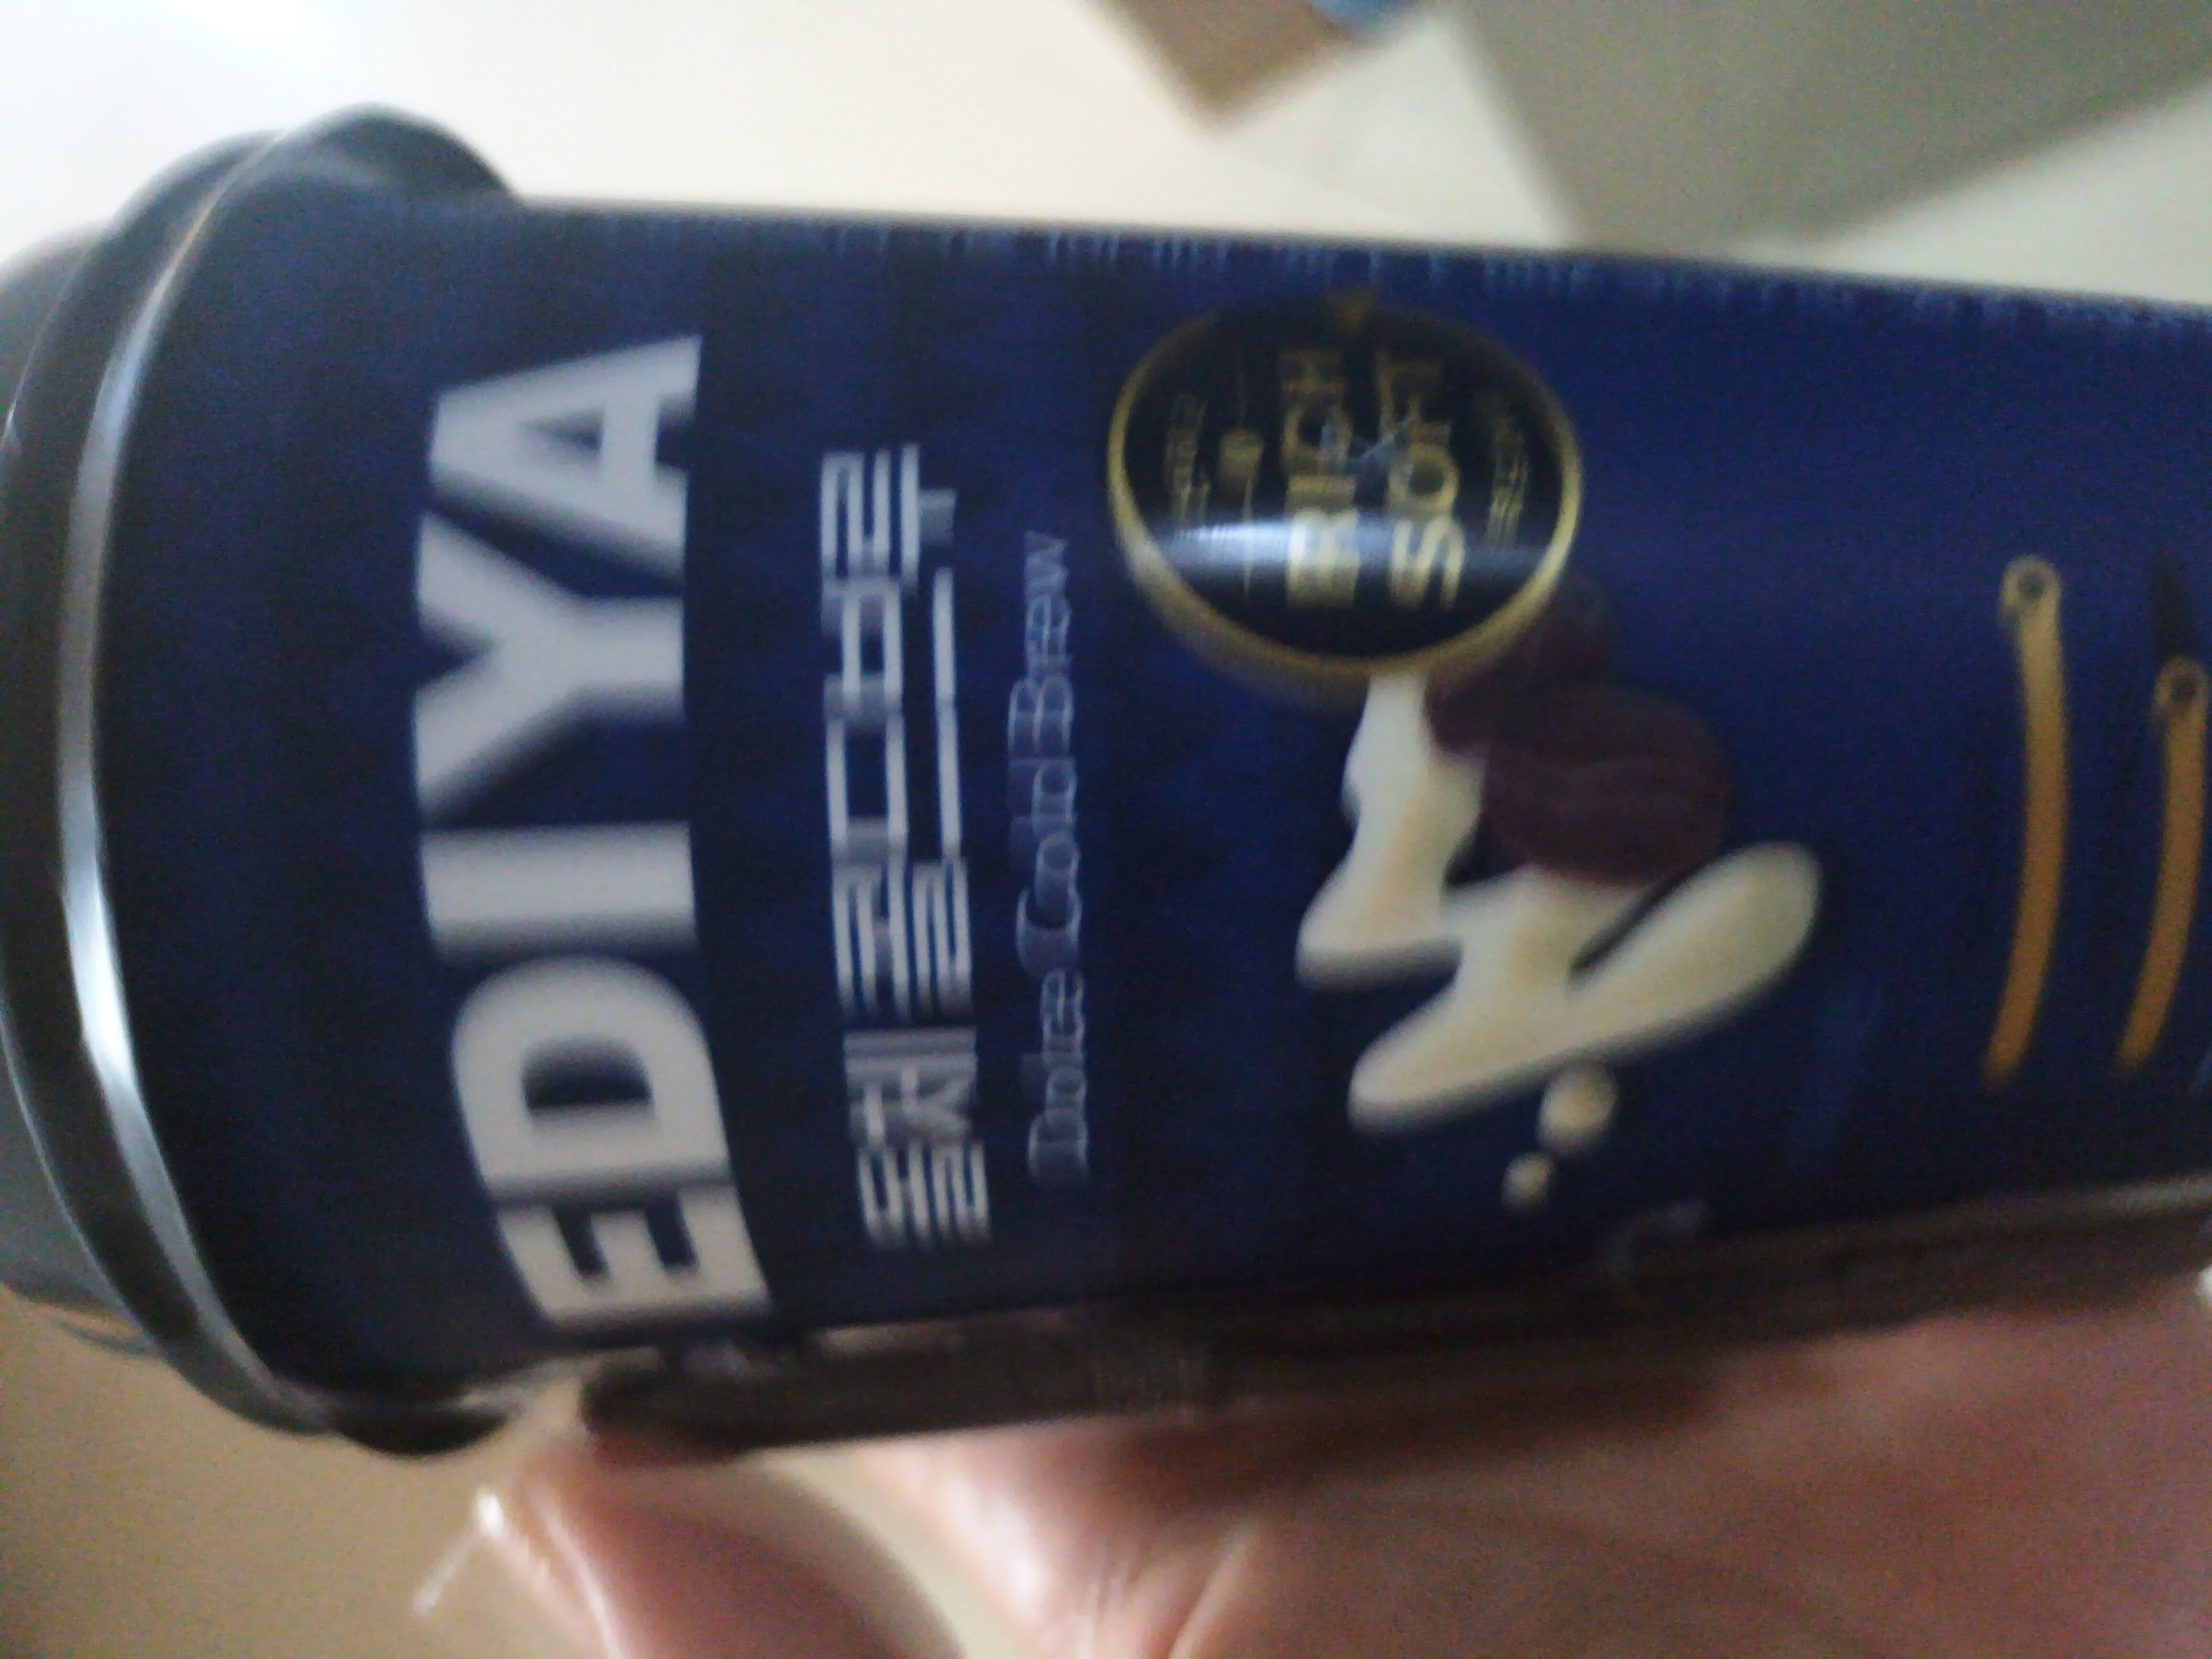 EDIYA
돌체콜드브루
Dolce Cold Brew
RICH
SOFT